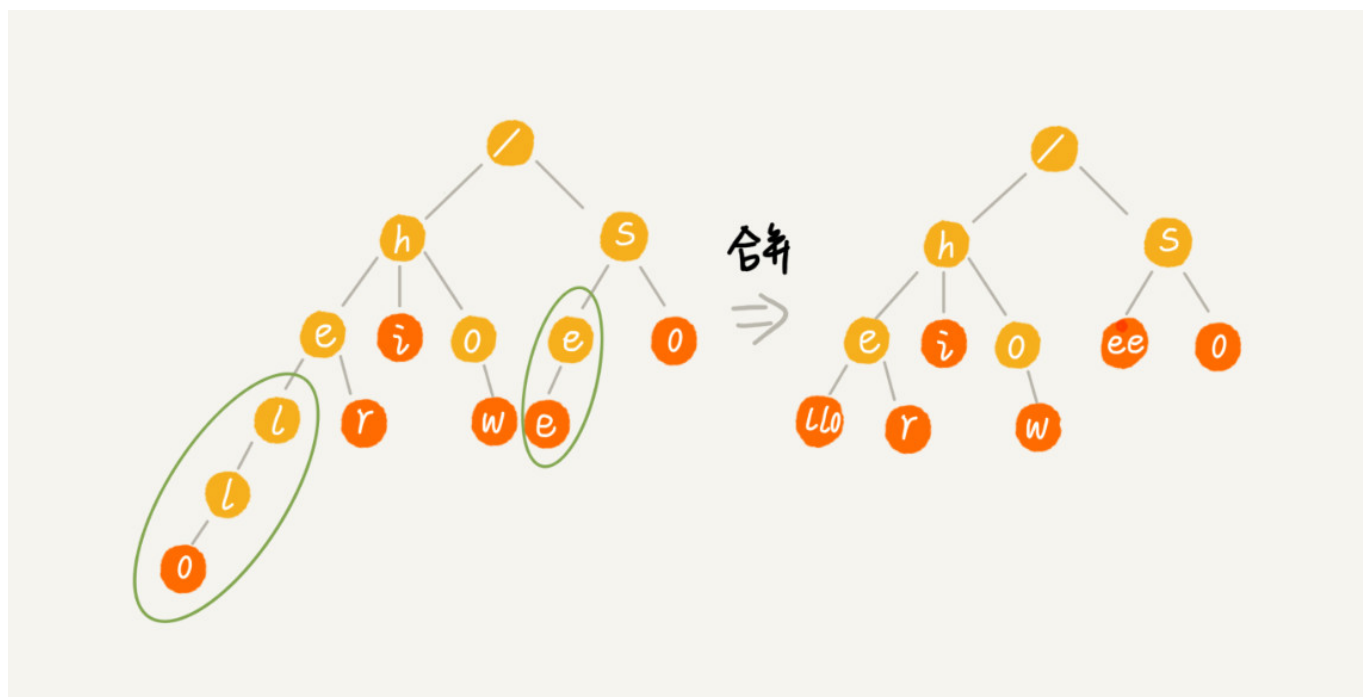 / /
h S 合并 h S
e i o e o e i o ee o
l r w e llo r w
l
o